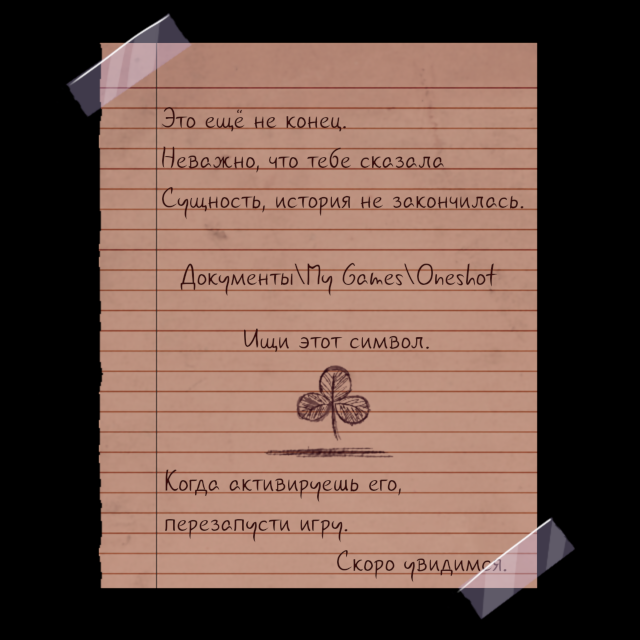 Это ещё не конец.
Неважно, что тебе сказала
Сущность, история не закончилась.
Документы\My Games\Oneshot
Ищи этот символ.
Когда активируешь его,
перезапусти игру.
Скоро увидимся.